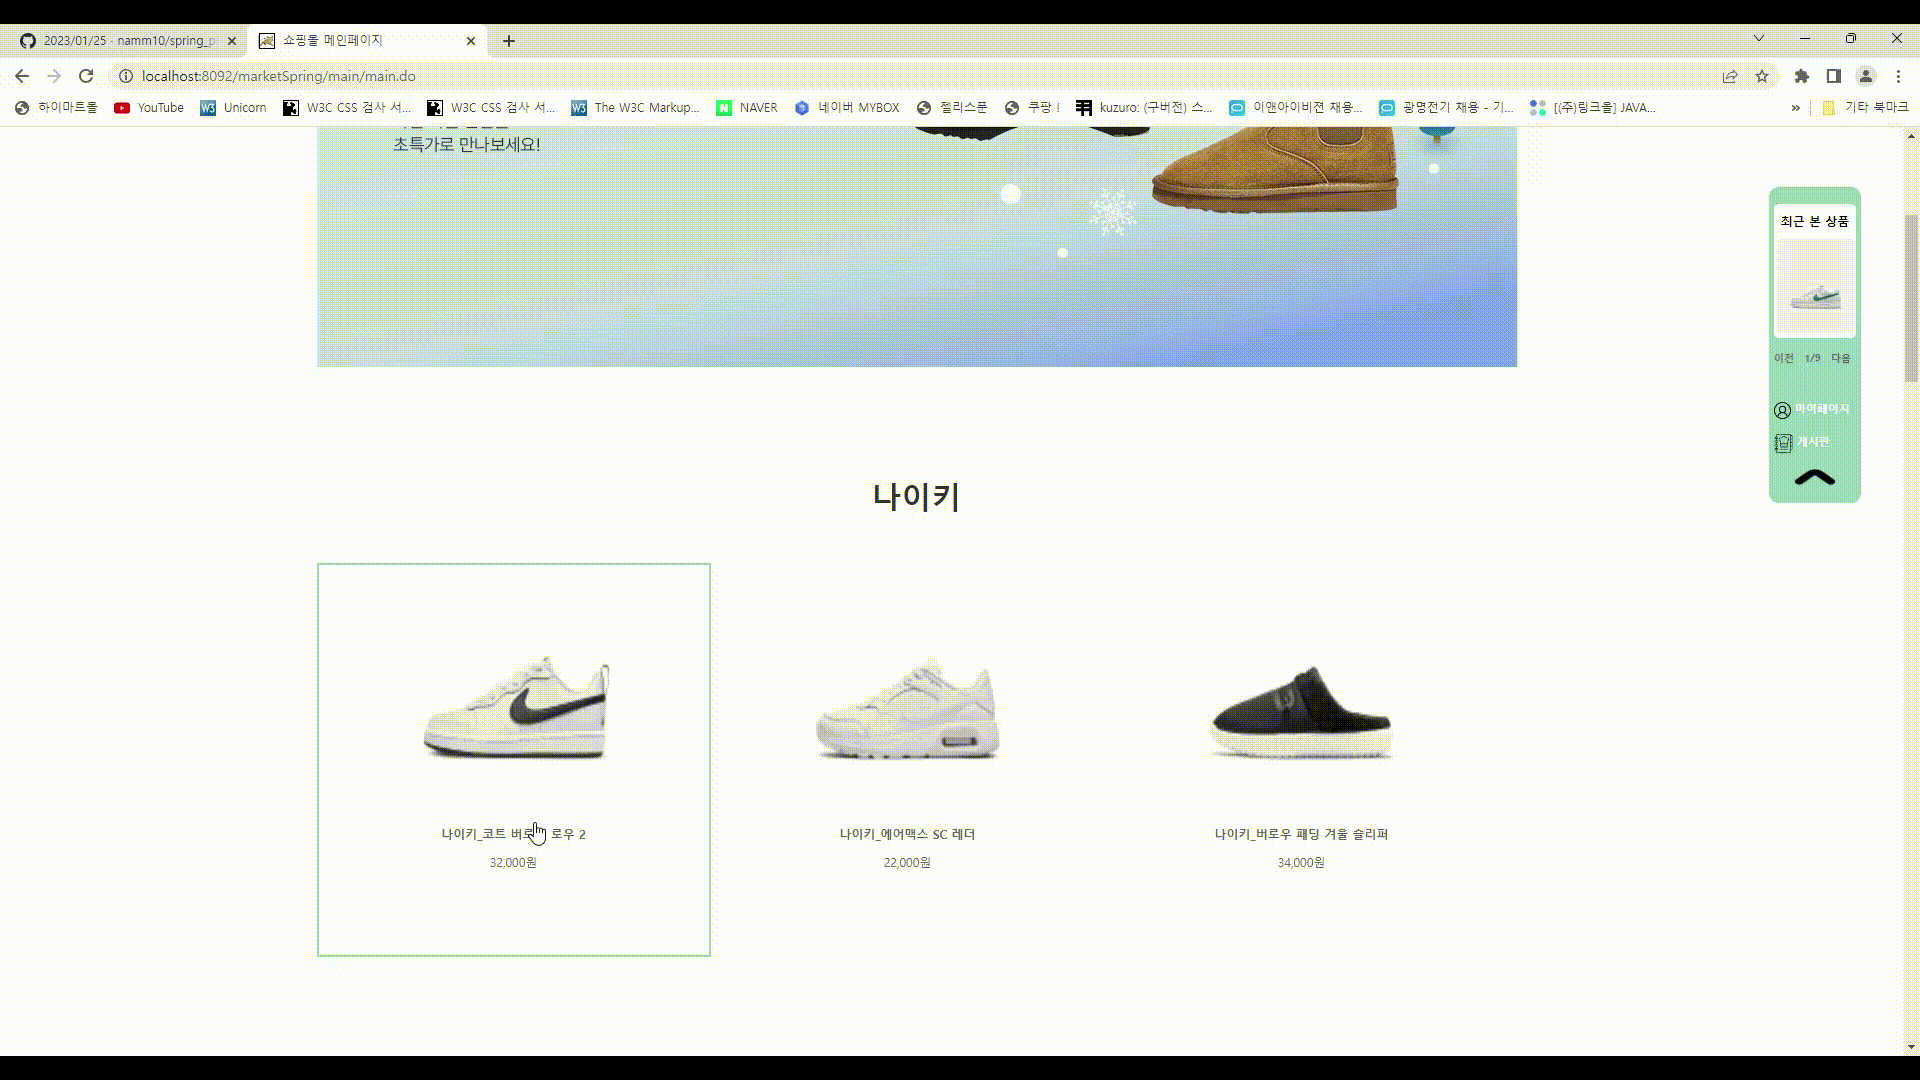 2023/01/25 - namm10/spring_p
쇼핑몰 메인페이지
localhost:8092/marketSpring/main/main.do
하이마트몰
YouTube
Unicorn
W3C CSS 검사 서...
W3C CSS 검사 서...
The W3C Markup...
NAVER
네이버 MYBOX
젤리스푼
쿠팡 !
kuzuro: (구버전) 스...
이앤아이비젼 채용...
광명전기 채용 - 기...
[(주)링크올] JAVA...
»
기타 북마크
초특가로 만나보세요!
최근 본 상품
이전 1/9 다음
마이페이지
게시판
나이키
나이키_코트 버로 로우 2
32,000원
나이키_에어맥스 SC 레더
22,000원
나이키_버로우 패딩 겨울 슬리퍼
34,000원